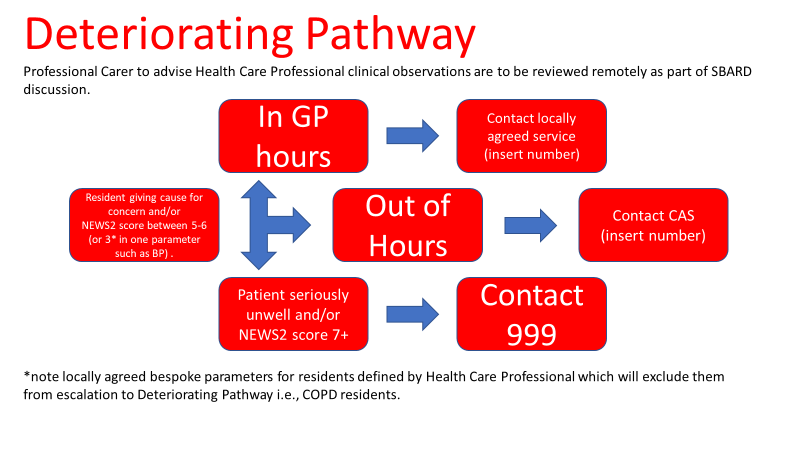 Deteriorating Pathway
Professional Carer to advise Health Care Professional clinical observations are to be reviewed remotely as part of SBARD
discussion.
In GP
hours
Contact locally
agreed service
(insert number)
Resident giving cause for
concern and/or
NEWS2 score between 5-6
(or 3* in one parameter
such as BP) .
Out of
Hours
Contact CAS
(insert number)
Patient seriously
unwell and/or
NEWS2 score 7+
Contact
999
*note locally agreed bespoke parameters for residents defined by Health Care Professional which will exclude them
from escalation to Deteriorating Pathway i.e., COPD residents.